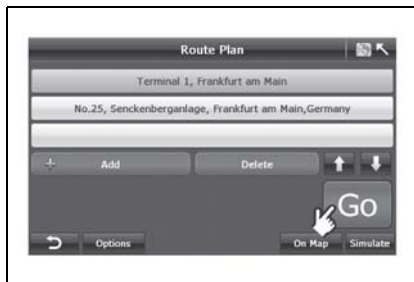 Route Plan
Terminal 1, Frankfurt am Main
No.25, Senckenberganlage, Frankfurt am Main,Germany
+ Add Delete
Go
Options On Map Simulate